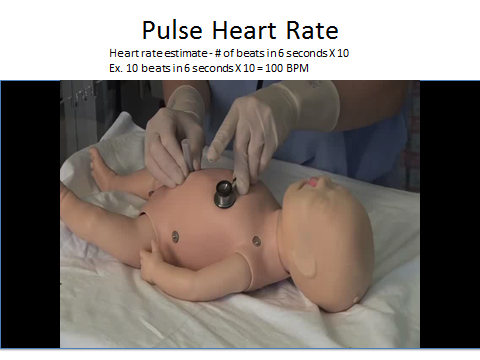 Pulse Heart Rate
Heart rate estimate - # of beats in 6 seconds X 10
Ex. 10 beats in 6 seconds X 10 = 100 BPM